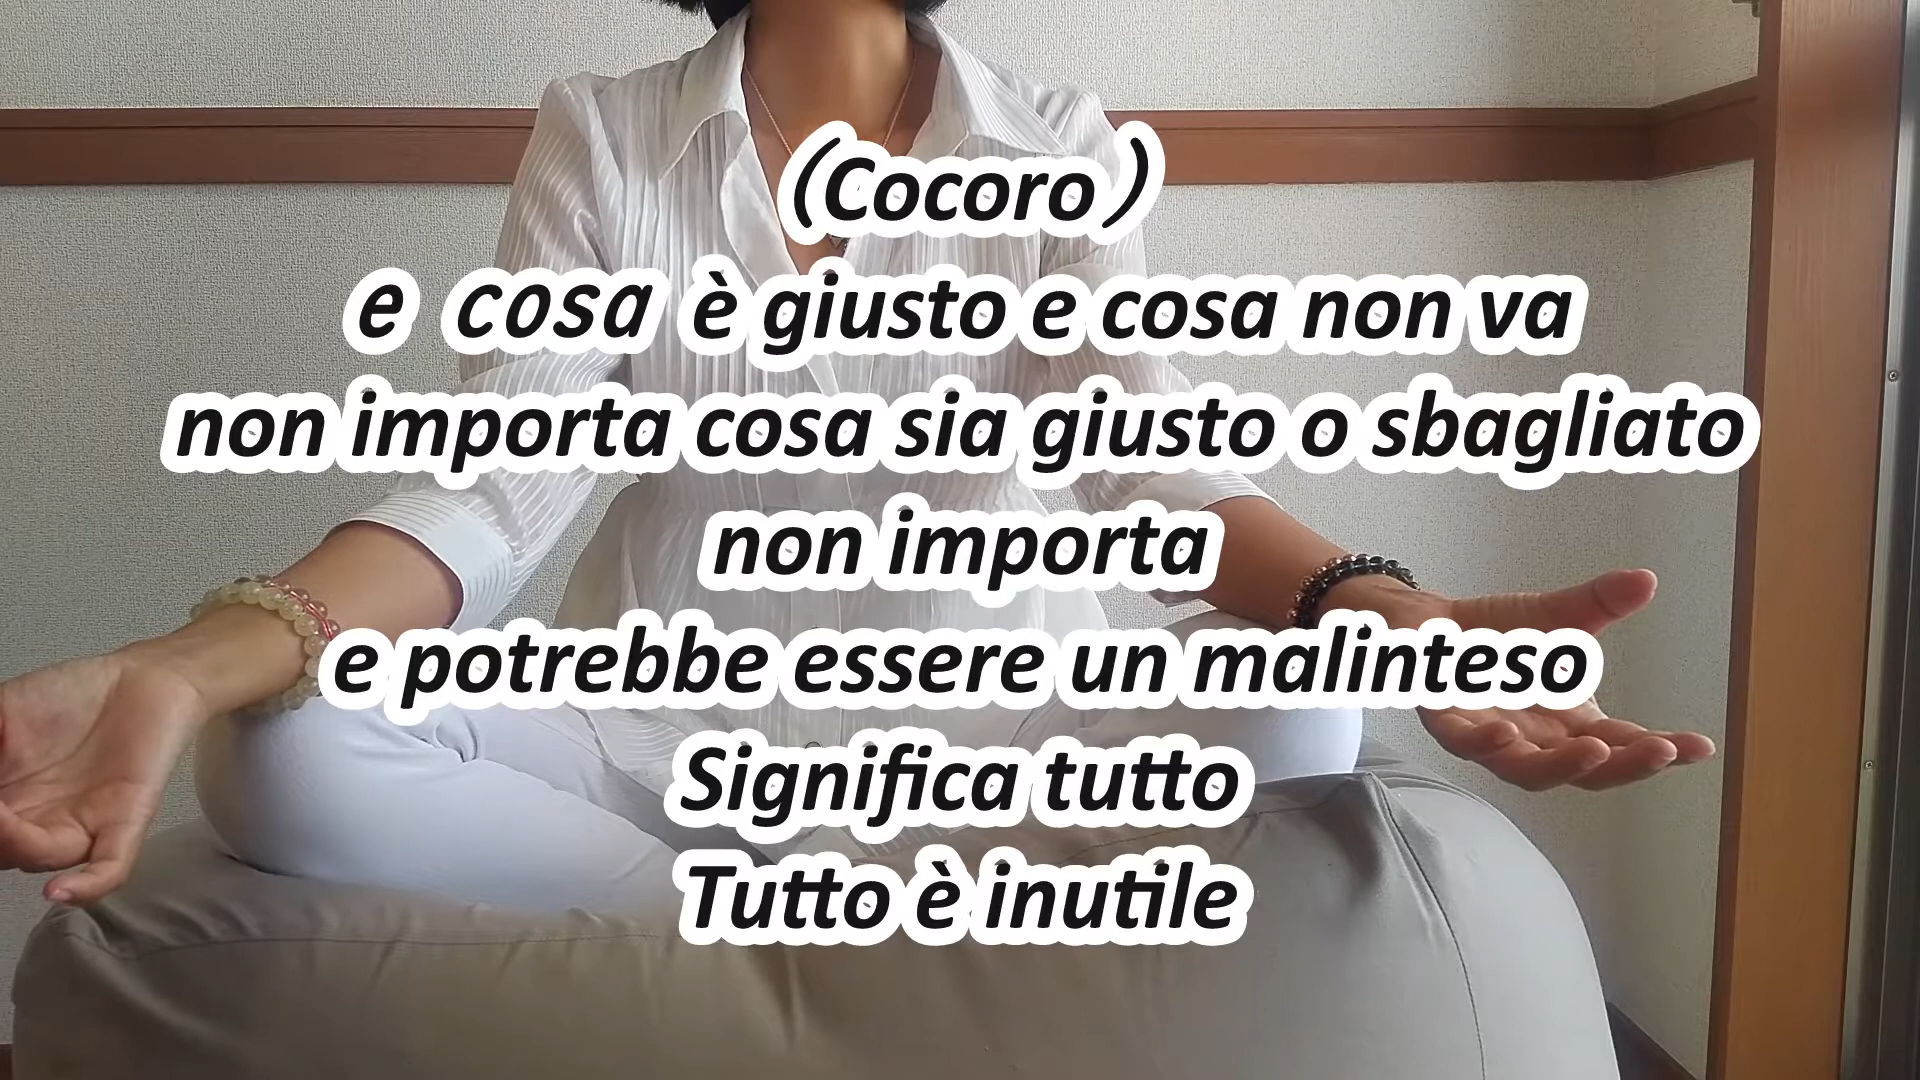 （Cocoro）
e cosa è giusto e cosa non va
non importa cosa sia giusto o sbagliato
non importa
e potrebbe essere un malinteso
Significa tutto
Tutto è inutile